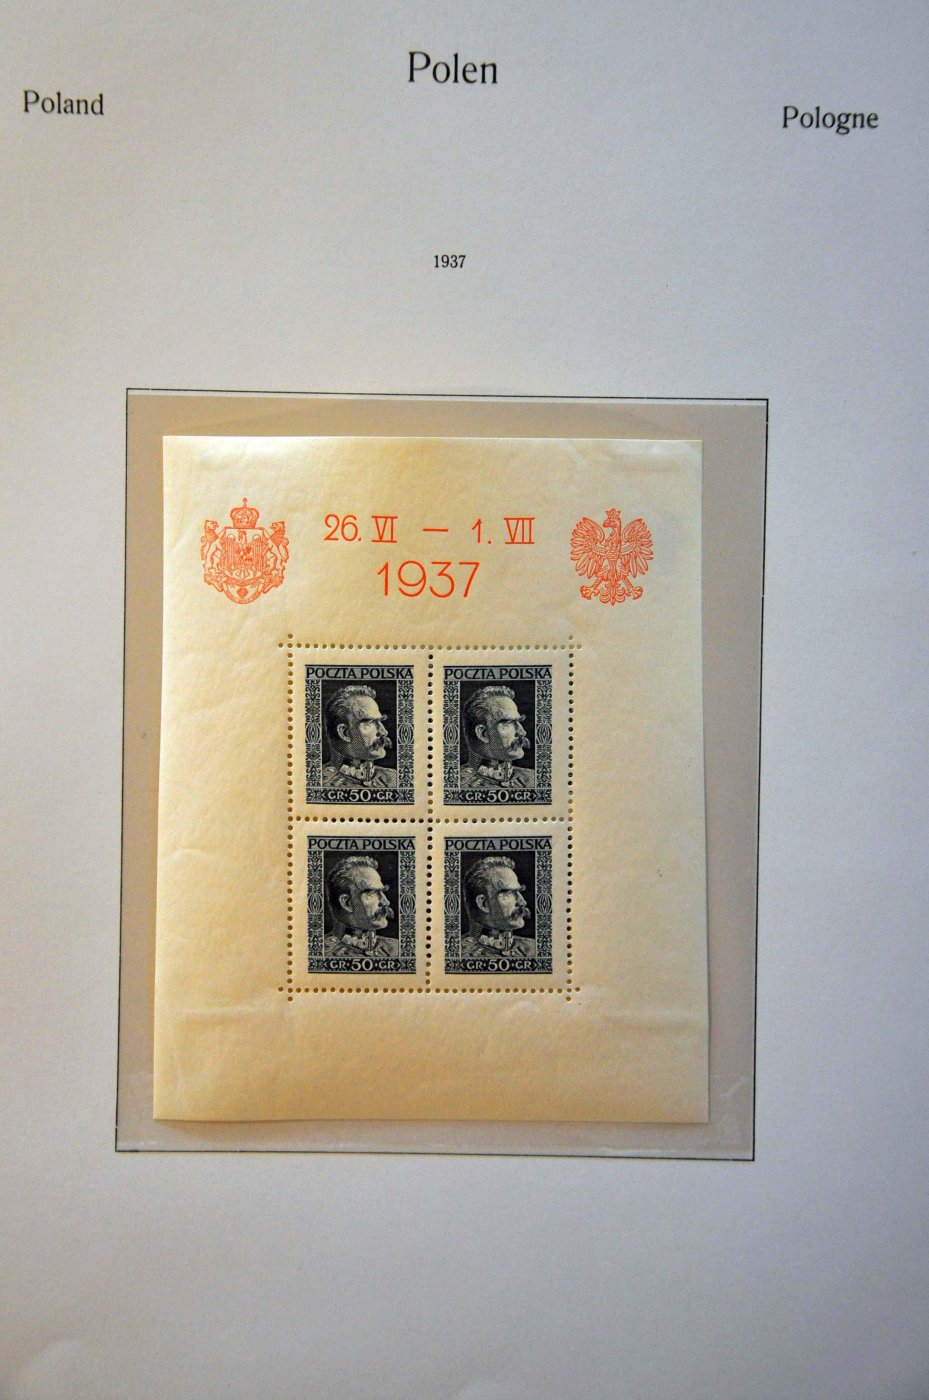 Polen
Poland
Pologne
1937
26. VI — 1. VII
1937
POCZTA POLSKA
GR·50·GR
POCZTA POLSKA
GR·50·GR
POCZTA POLSKA
GR·50·GR
POCZTA POLSKA
GR·50·GR